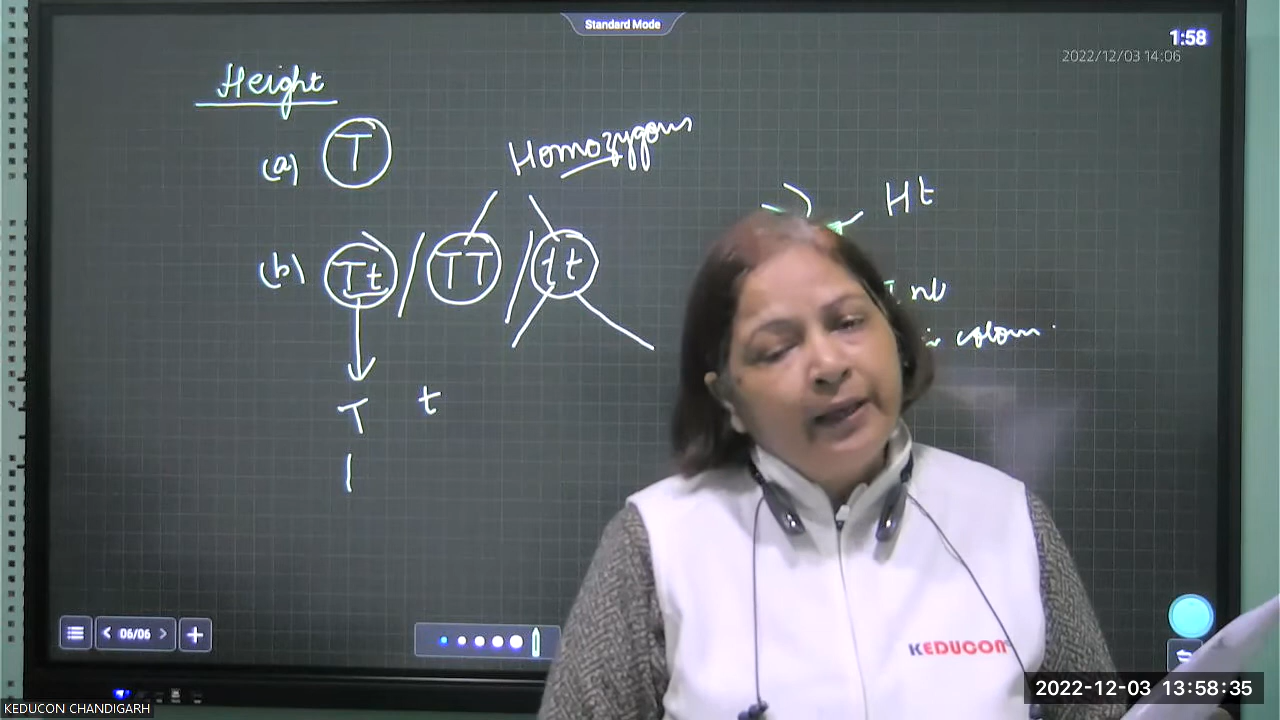 Standard Mode
1:58
2022/12/03 14:06
Height
(a) T
Homozygous
Ht
(b) Tt / TT / tt
colour
T t
06/06
KEDUCON
2022-12-03 13:58:35
KEDUCON CHANDIGARH